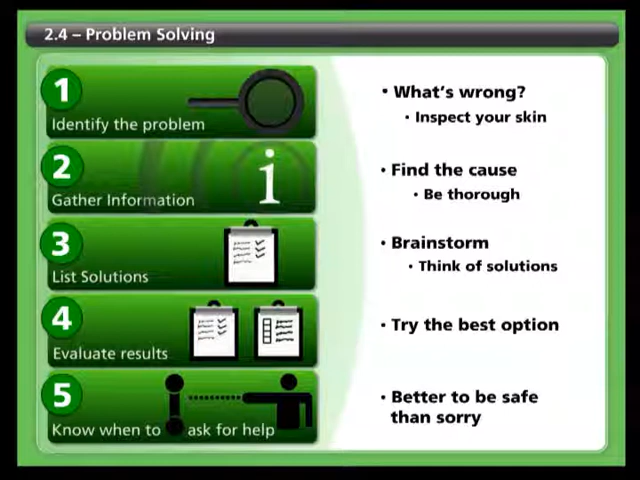 2.4 – Problem Solving
1
Identify the problem
• What's wrong?
• Inspect your skin
2
Gather Information
i
• Find the cause
• Be thorough
3
List Solutions
• Brainstorm
• Think of solutions
4
Evaluate results
• Try the best option
5
Know when to ask for help
• Better to be safe
than sorry